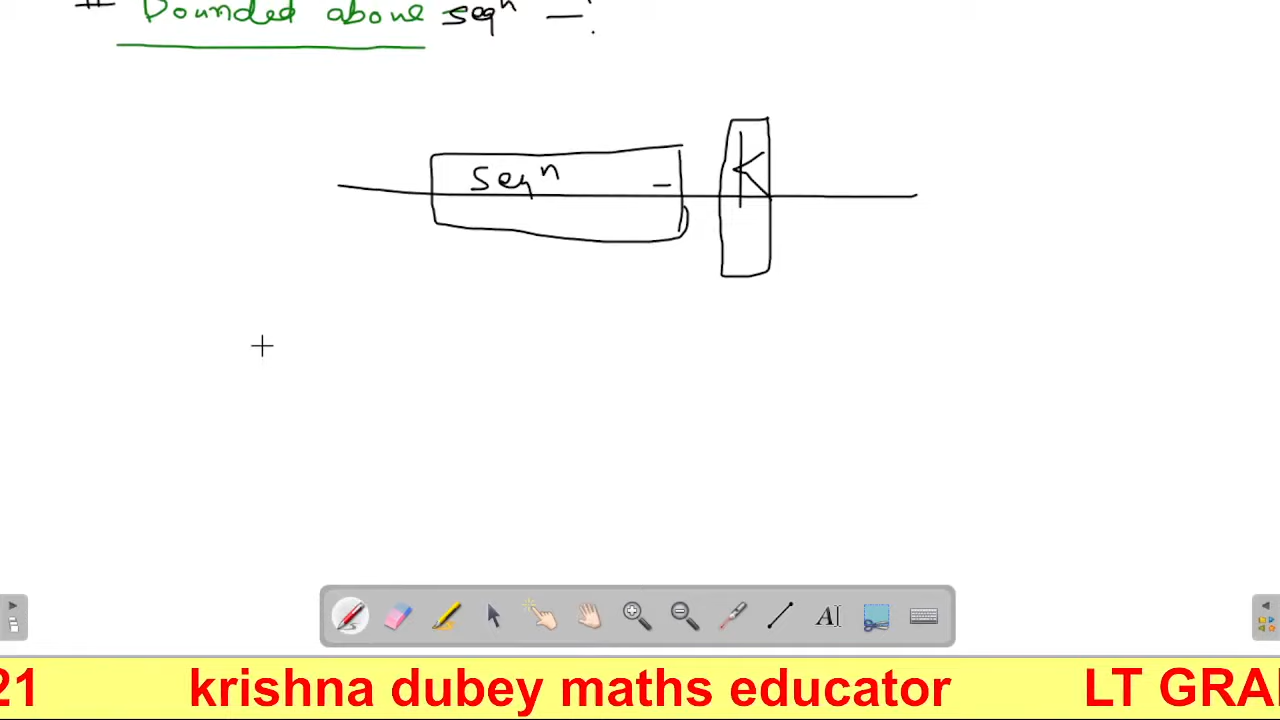 # Bounded above seqⁿ —:
seqⁿ
K
21 krishna dubey maths educator LT GRA